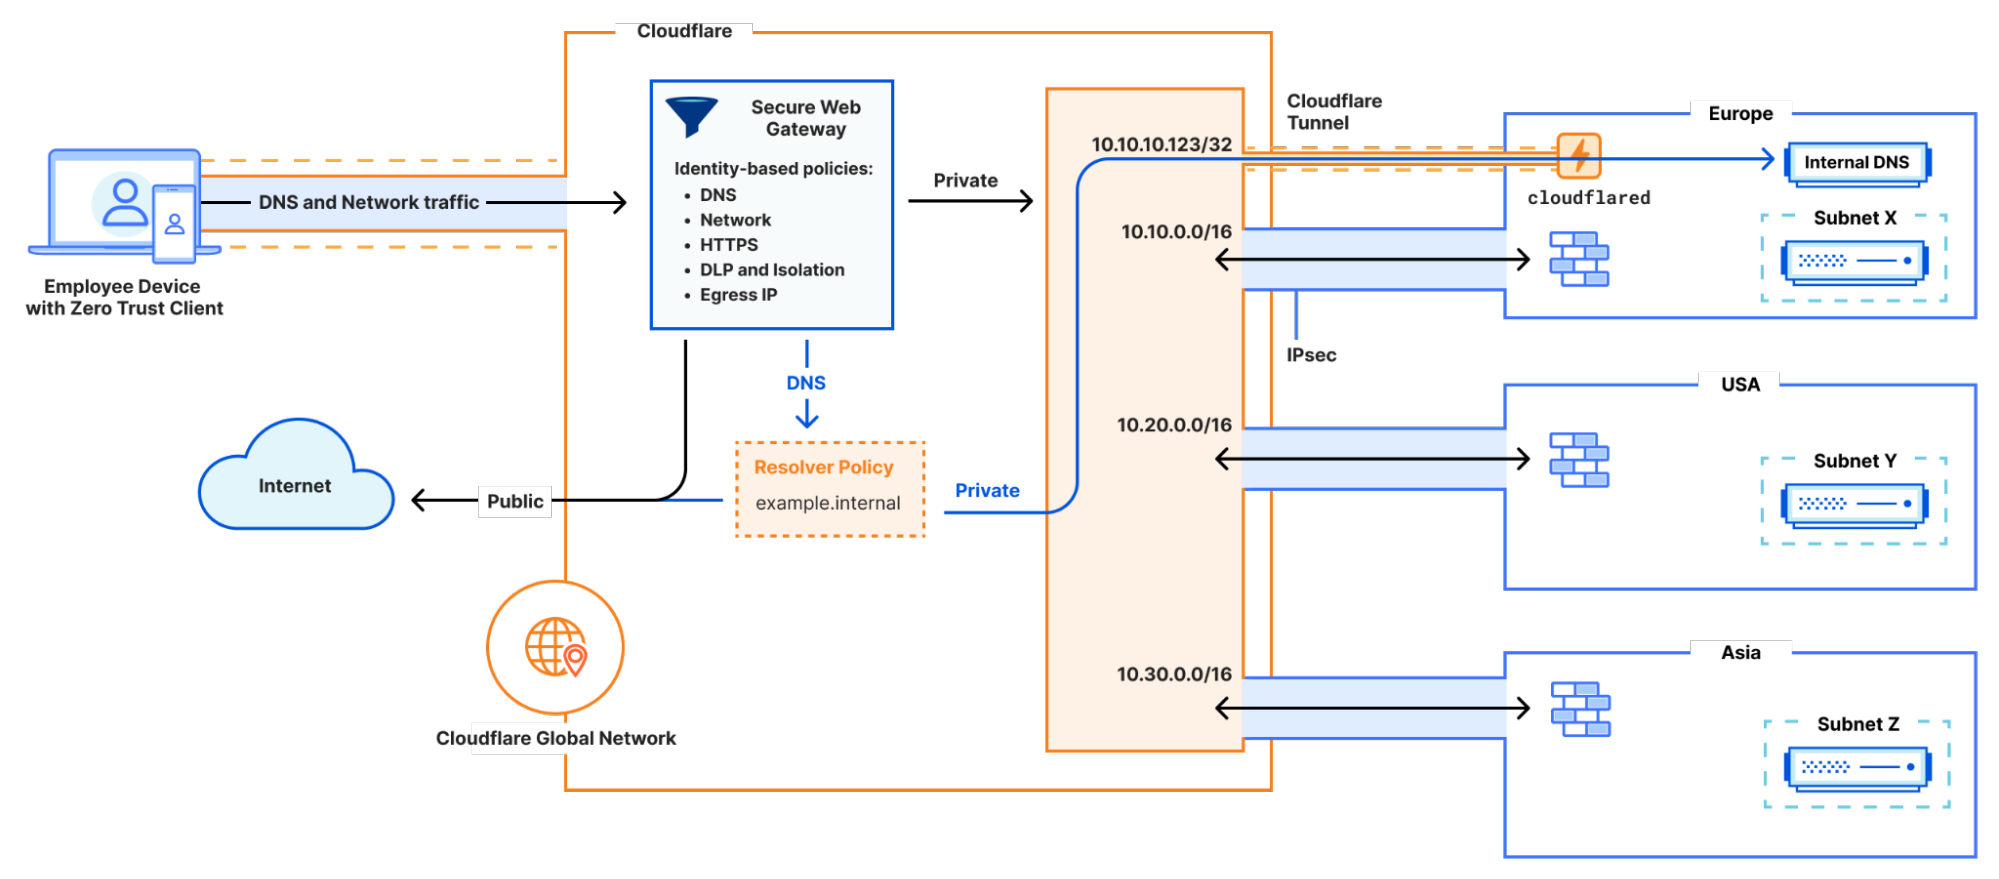 Cloudflare
Secure Web
Gateway
Identity-based policies:
• DNS
• Network
• HTTPS
• DLP and Isolation
• Egress IP
DNS and Network traffic
Employee Device
with Zero Trust Client
Private
10.10.10.123/32
Cloudflare
Tunnel
cloudflared
Europe
Internal DNS
Subnet X
10.10.0.0/16
IPsec
DNS
Resolver Policy
example.internal
Private
Public
Internet
10.20.0.0/16
USA
Subnet Y
10.30.0.0/16
Asia
Subnet Z
Cloudflare Global Network